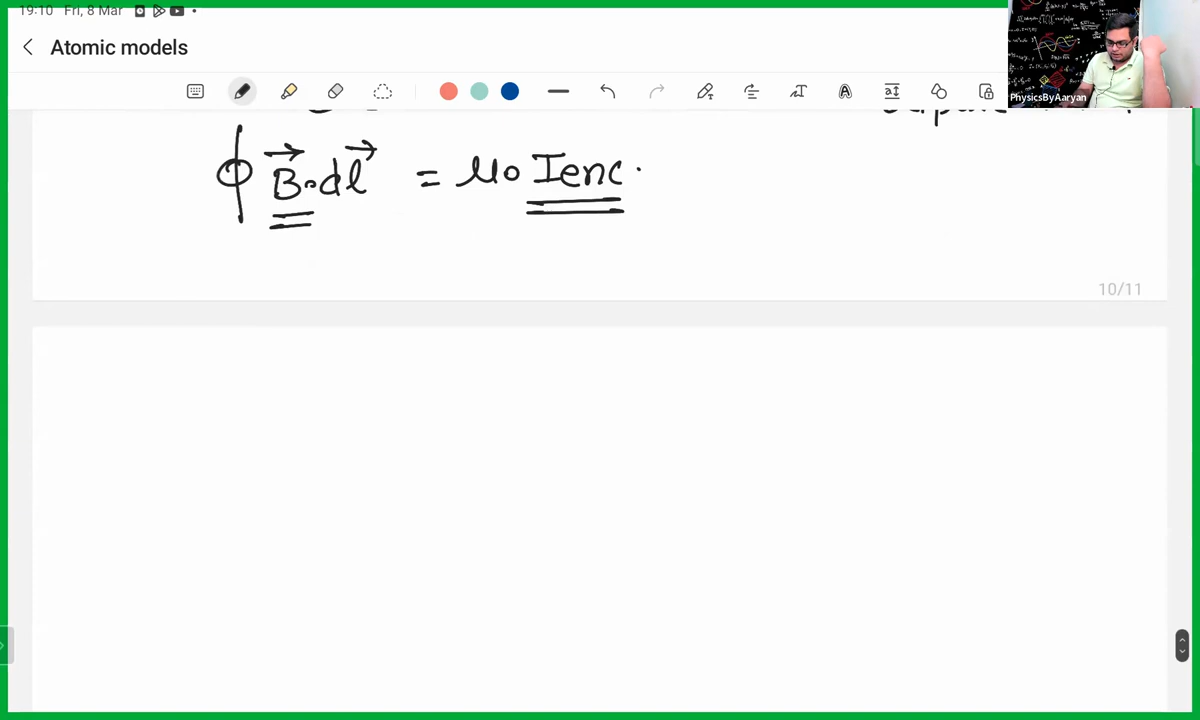 19:10 Fri, 8 Mar
Atomic models
PhysicsByAaryan
∮ B⃗·dl⃗ = μ₀ Ienc.
10/11